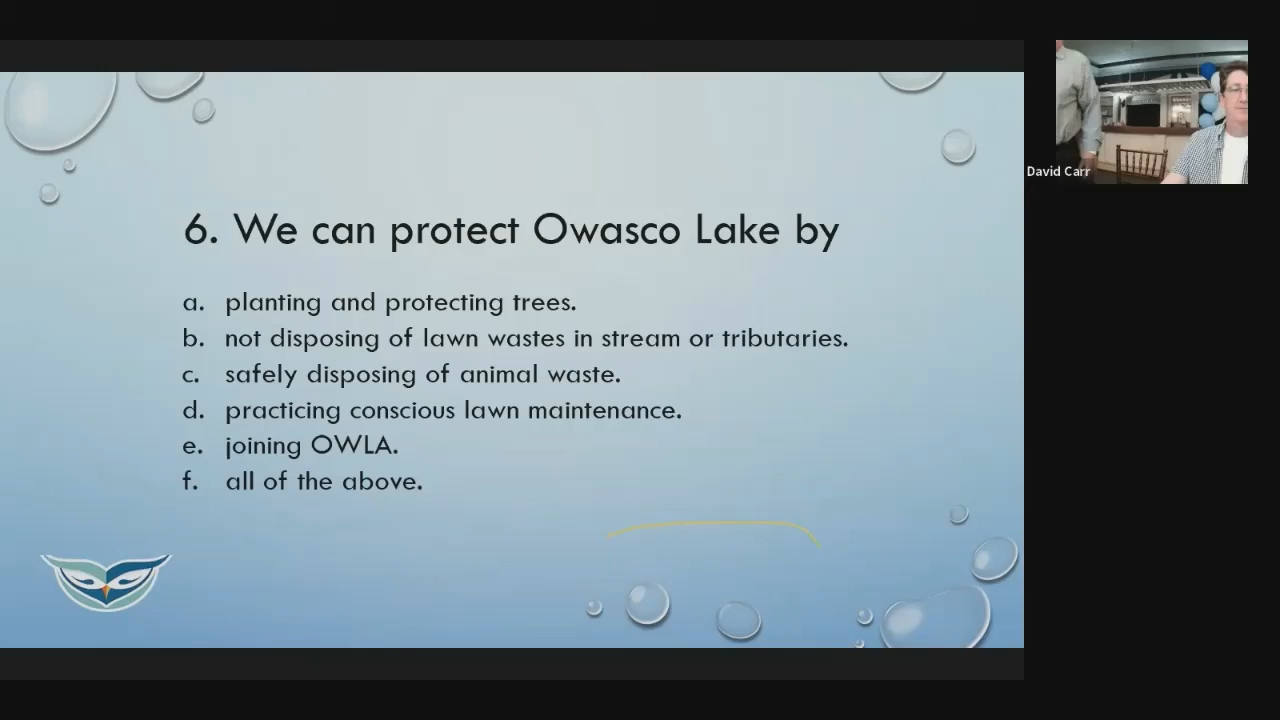 6. We can protect Owasco Lake by
a. planting and protecting trees.
b. not disposing of lawn wastes in stream or tributaries.
c. safely disposing of animal waste.
d. practicing conscious lawn maintenance.
e. joining OWLA.
f. all of the above.
David Carr